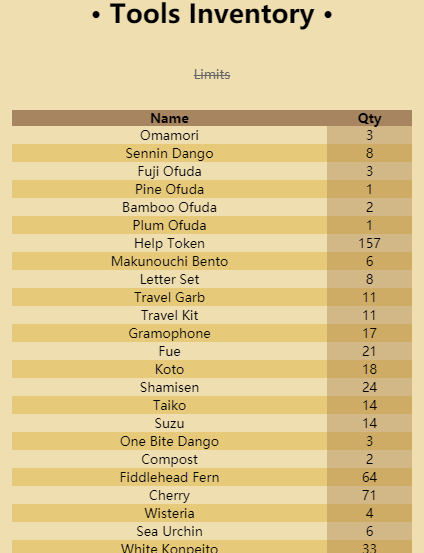 • Tools Inventory •
Limits
Name Qty
Omamori 3
Sennin Dango 8
Fuji Ofuda 3
Pine Ofuda 1
Bamboo Ofuda 2
Plum Ofuda 1
Help Token 157
Makunouchi Bento 6
Letter Set 8
Travel Garb 11
Travel Kit 11
Gramophone 17
Fue 21
Koto 18
Shamisen 24
Taiko 14
Suzu 14
One Bite Dango 3
Compost 2
Fiddlehead Fern 64
Cherry 71
Wisteria 4
Sea Urchin 6
White Konpeito 33